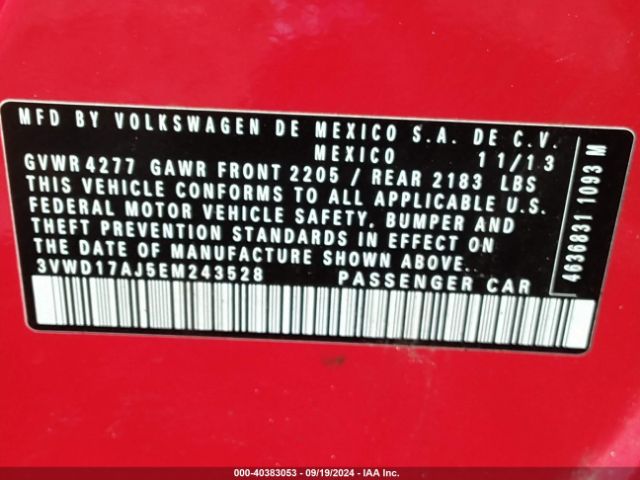 MFD BY VOLKSWAGEN DE MEXICO S.A. DE C.V.
MEXICO 11/13
GVWR 4277 GAWR FRONT 2205 / REAR 2183 LBS
THIS VEHICLE CONFORMS TO ALL APPLICABLE U.S.
FEDERAL MOTOR VEHICLE SAFETY, BUMPER AND
THEFT PREVENTION STANDARDS IN EFFECT ON
THE DATE OF MANUFACTURE SHOWN ABOVE.
3VWD17AJ5EM243528 PASSENGER CAR
4636831 1093 M
000-40383053 - 09/19/2024 - IAA Inc.